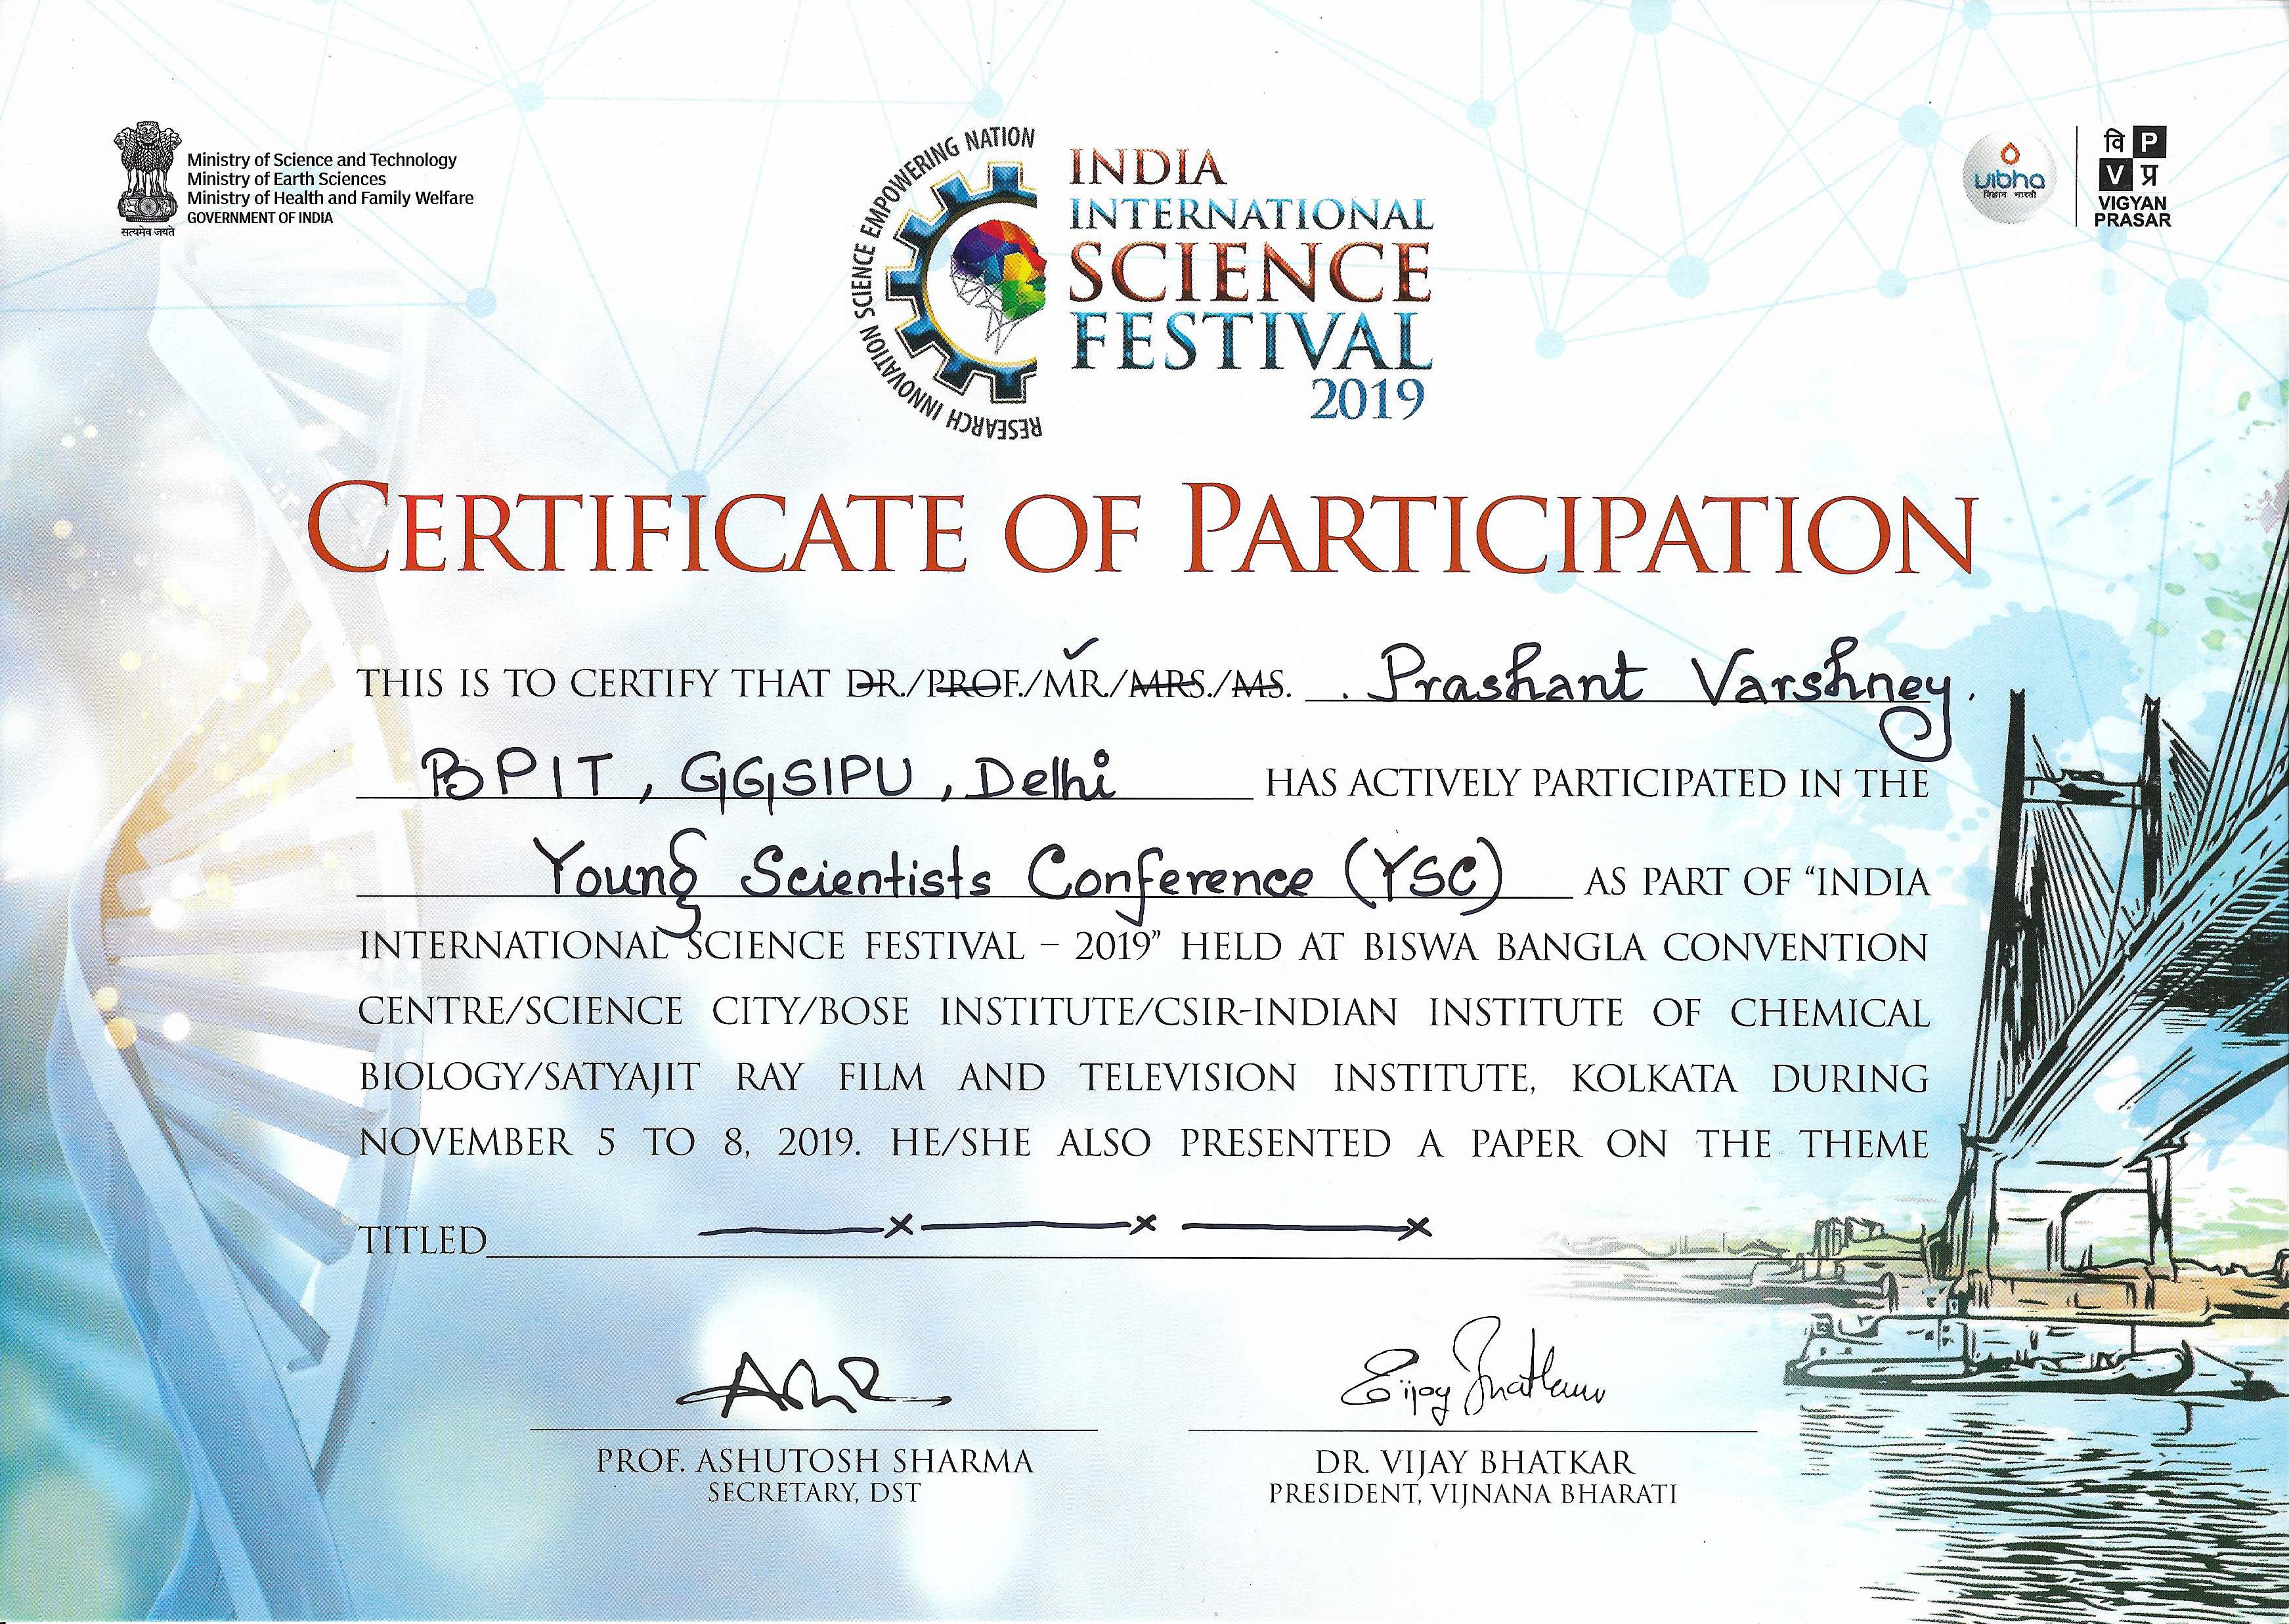 Ministry of Science and Technology
Ministry of Earth Sciences
Ministry of Health and Family Welfare
GOVERNMENT OF INDIA
सत्यमेव जयते
RESEARCH INNOVATION SCIENCE EMPOWERING NATION
INDIA
INTERNATIONAL
SCIENCE
FESTIVAL
2019
vibha
विज्ञान भारती
वि P
V प्र
VIGYAN
PRASAR
CERTIFICATE OF PARTICIPATION
THIS IS TO CERTIFY THAT DR./PROF./MR./MRS./MS. Prashant Varshney.
BPIT, GGSIPU, Delhi HAS ACTIVELY PARTICIPATED IN THE
Young Scientists Conference (YSC) AS PART OF “INDIA
INTERNATIONAL SCIENCE FESTIVAL – 2019” HELD AT BISWA BANGLA CONVENTION
CENTRE/SCIENCE CITY/BOSE INSTITUTE/CSIR-INDIAN INSTITUTE OF CHEMICAL
BIOLOGY/SATYAJIT RAY FILM AND TELEVISION INSTITUTE, KOLKATA DURING
NOVEMBER 5 TO 8, 2019. HE/SHE ALSO PRESENTED A PAPER ON THE THEME
TITLED
PROF. ASHUTOSH SHARMA
SECRETARY, DST
DR. VIJAY BHATKAR
PRESIDENT, VIJNANA BHARATI